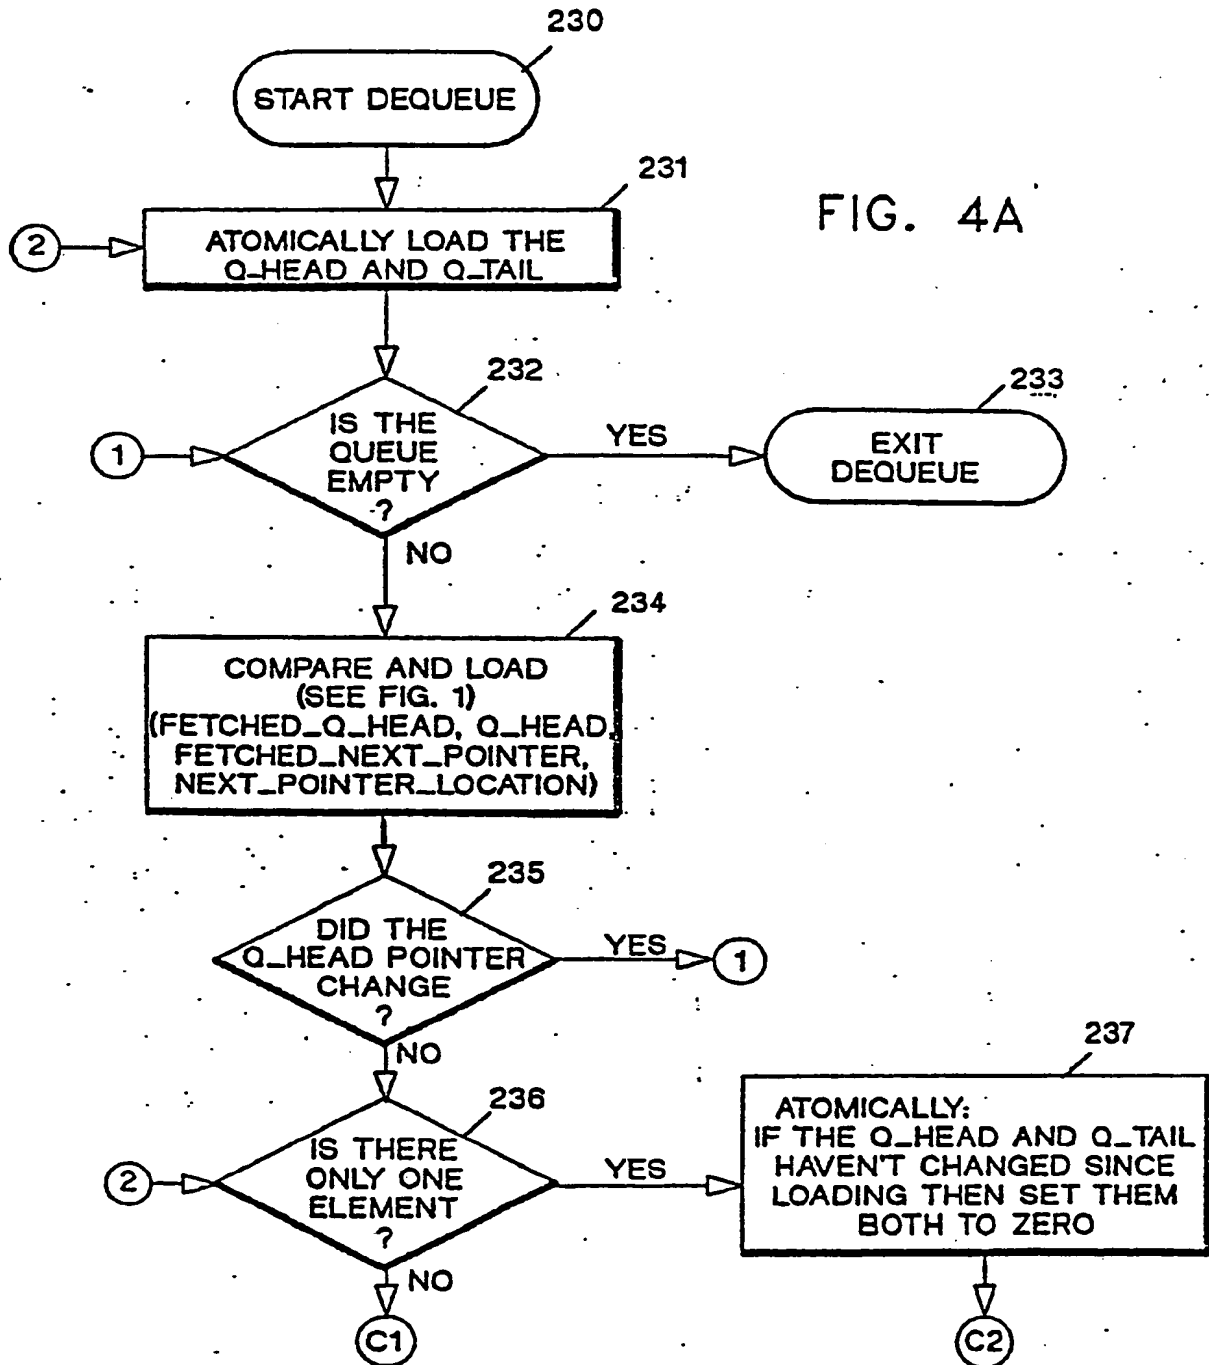 230
START DEQUEUE
231
FIG. 4A
2
ATOMICALLY LOAD THE
Q_HEAD AND Q_TAIL
232
233
1
IS THE
QUEUE
EMPTY
?
YES
EXIT
DEQUEUE
NO
234
COMPARE AND LOAD
(SEE FIG. 1)
(FETCHED_Q_HEAD, Q_HEAD,
FETCHED_NEXT_POINTER,
NEXT_POINTER_LOCATION)
235
DID THE
Q_HEAD POINTER
CHANGE
?
YES
1
NO
236
237
2
IS THERE
ONLY ONE
ELEMENT
?
YES
ATOMICALLY:
IF THE Q_HEAD AND Q_TAIL
HAVEN'T CHANGED SINCE
LOADING THEN SET THEM
BOTH TO ZERO
NO
C1
C2